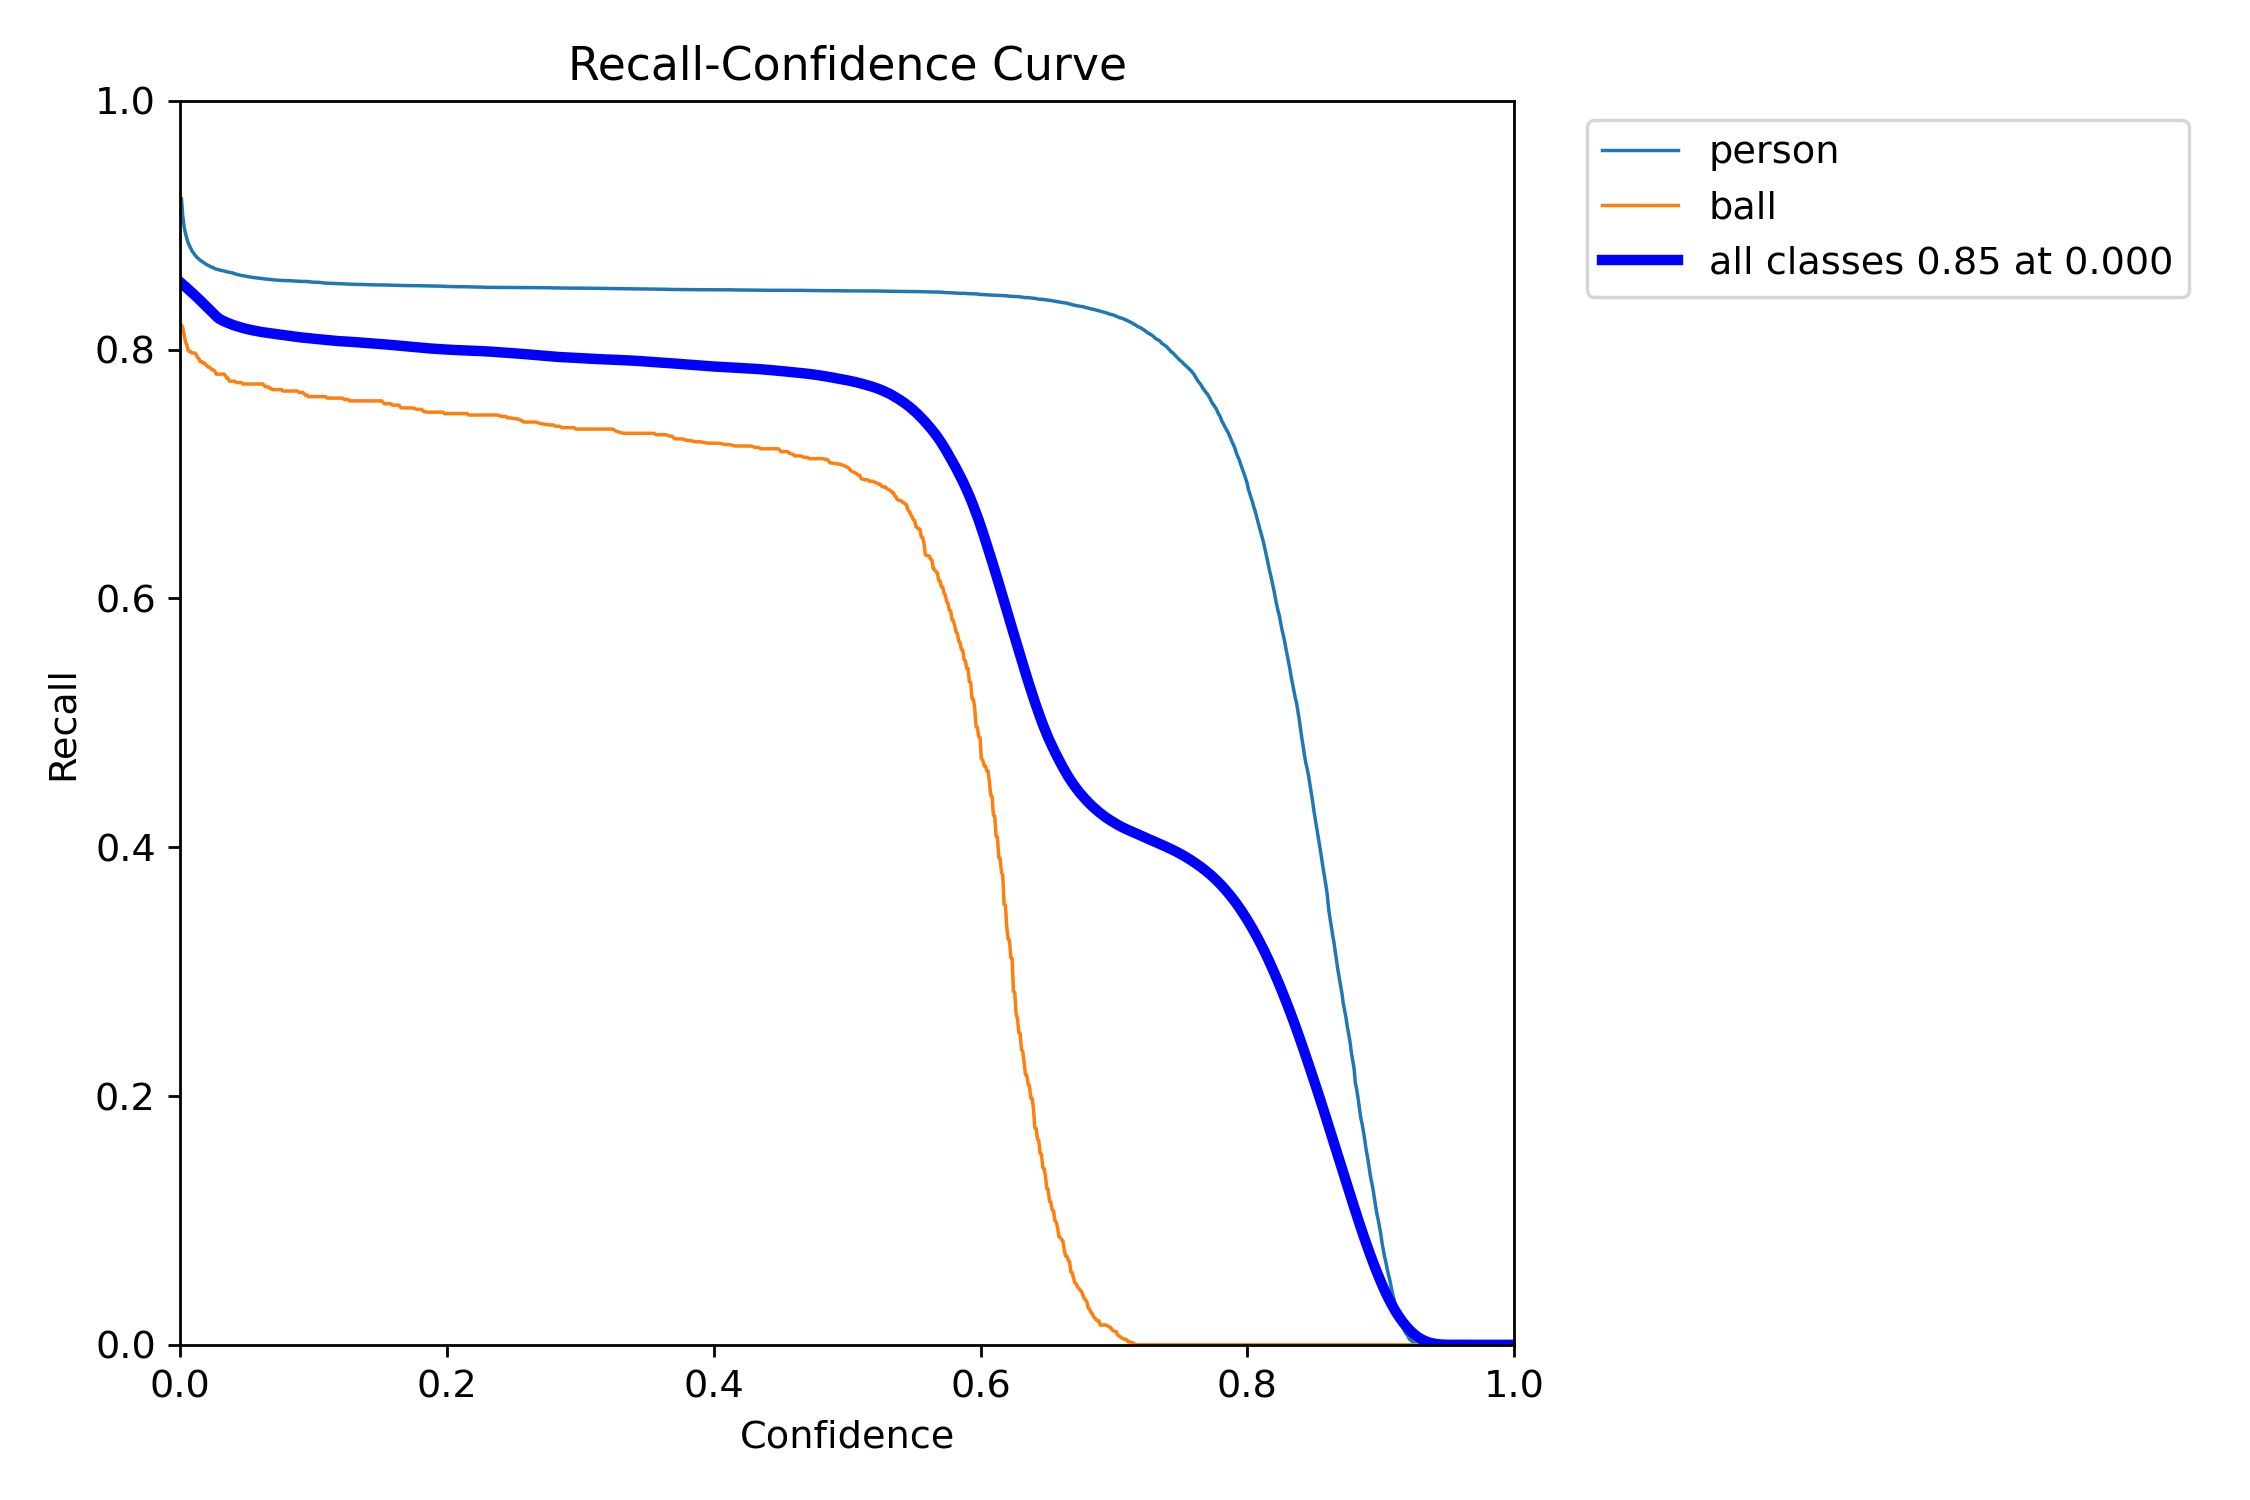 Recall-Confidence Curve
1.0
0.8
0.6
0.4
0.2
0.0
Recall
0.0 0.2 0.4 0.6 0.8 1.0
Confidence
person
ball
all classes 0.85 at 0.000